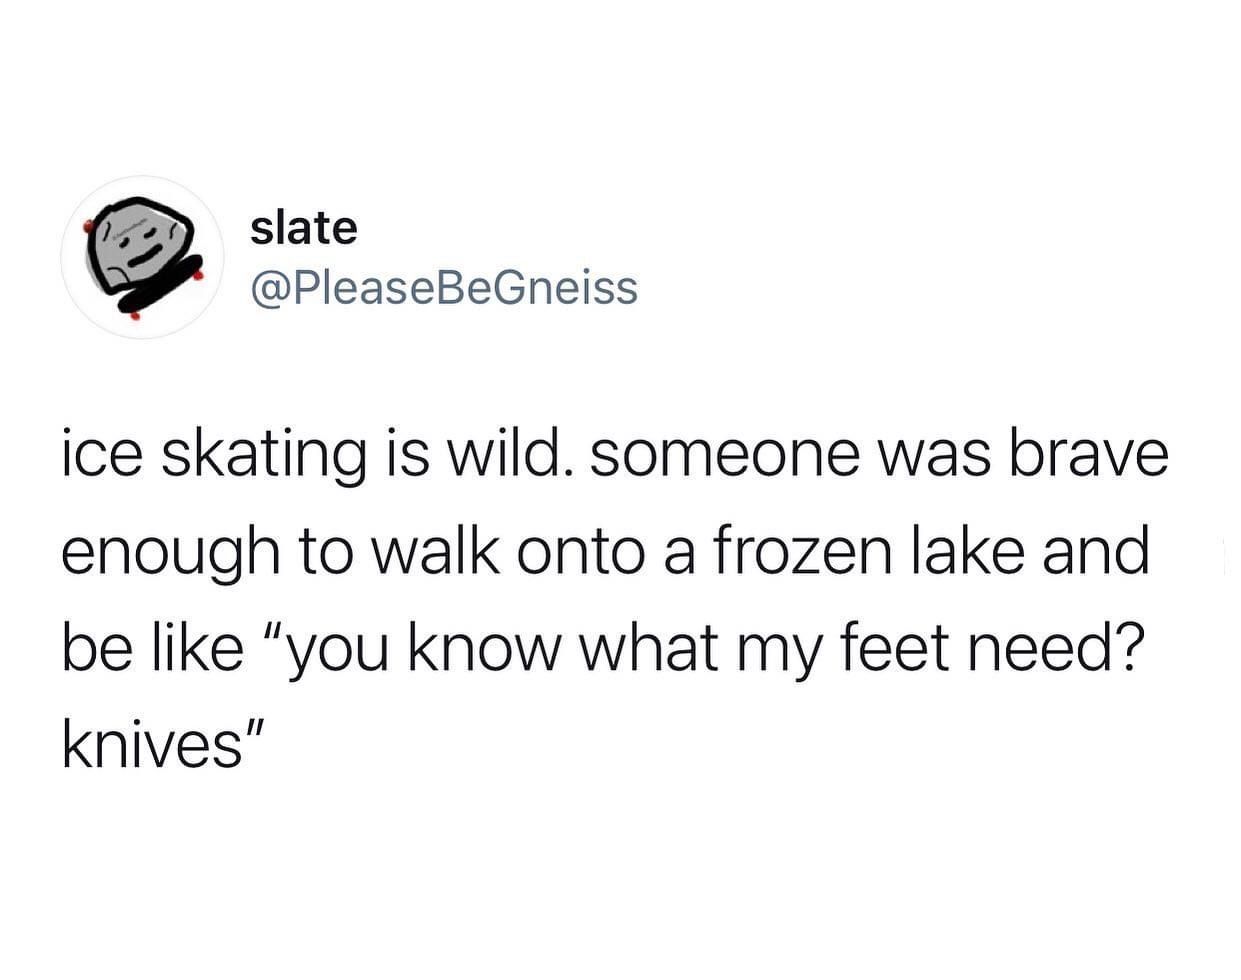 slate
@PleaseBeGneiss
ice skating is wild. someone was brave
enough to walk onto a frozen lake and
be like “you know what my feet need?
knives”